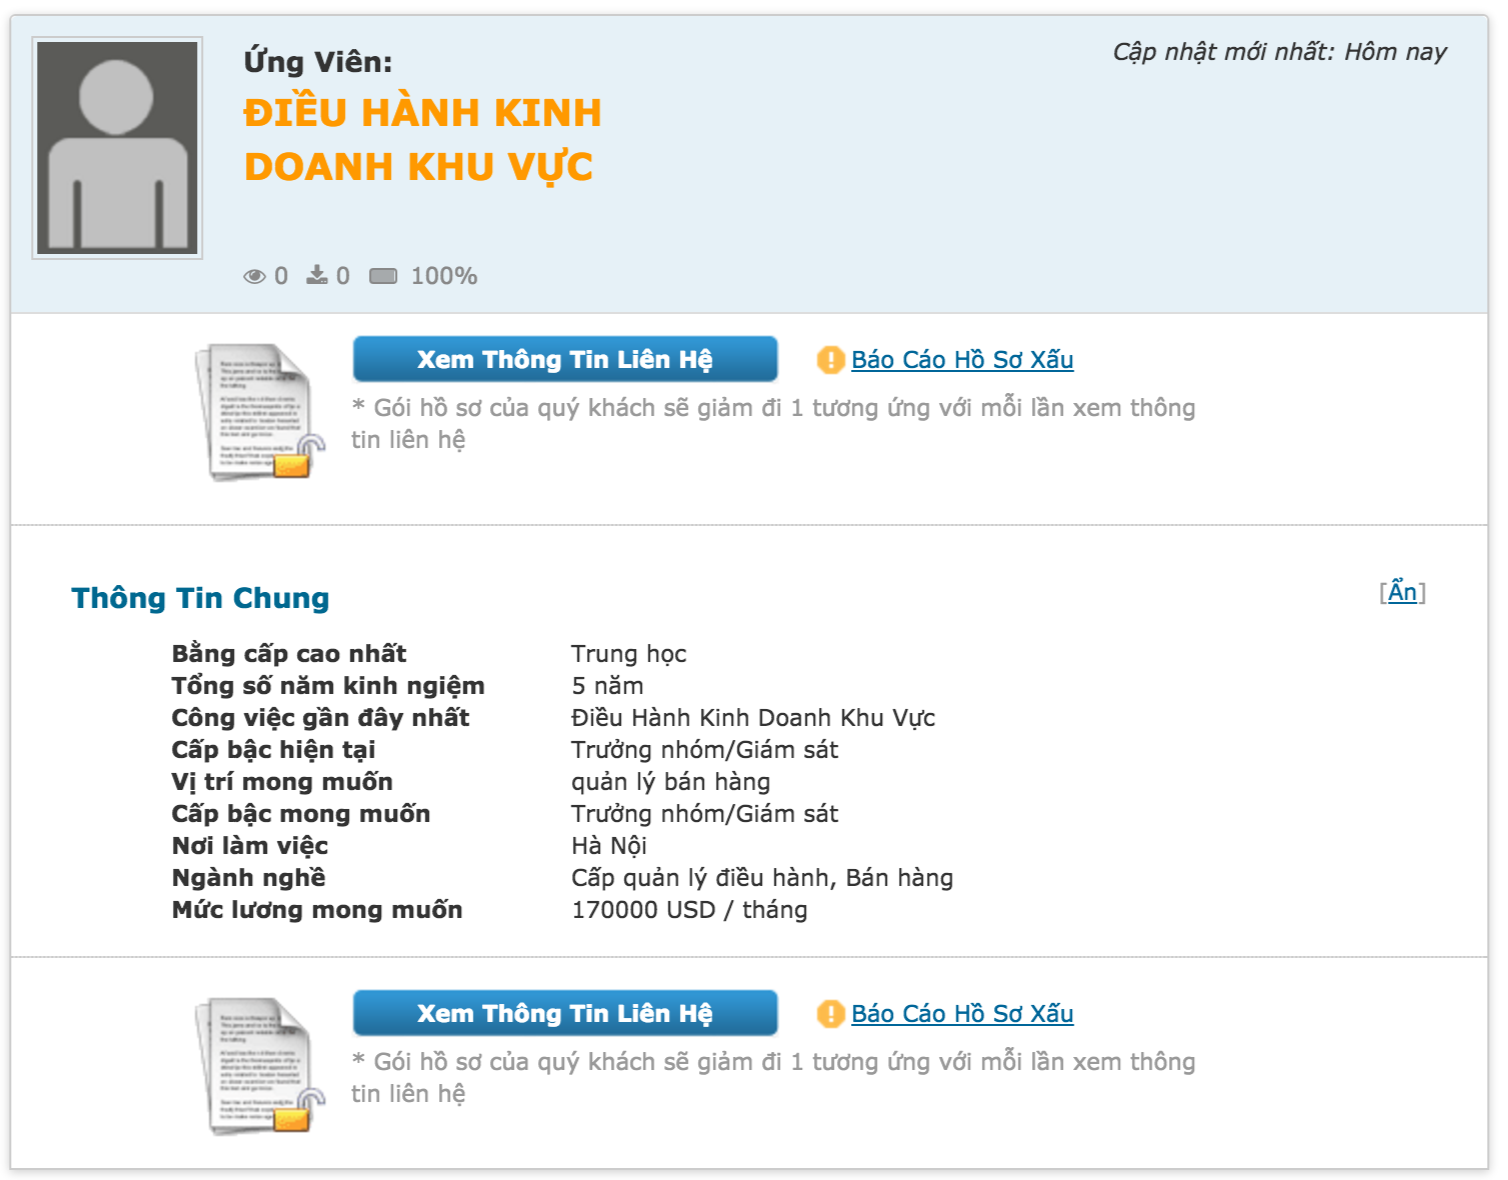 Ứng Viên:
Cập nhật mới nhất: Hôm nay
ĐIỀU HÀNH KINH
DOANH KHU VỰC
0 0 100%
Xem Thông Tin Liên Hệ
Báo Cáo Hồ Sơ Xấu
* Gói hồ sơ của quý khách sẽ giảm đi 1 tương ứng với mỗi lần xem thông
tin liên hệ
Thông Tin Chung
[Ẩn]
Bằng cấp cao nhất Trung học
Tổng số năm kinh ngiệm 5 năm
Công việc gần đây nhất Điều Hành Kinh Doanh Khu Vực
Cấp bậc hiện tại Trưởng nhóm/Giám sát
Vị trí mong muốn quản lý bán hàng
Cấp bậc mong muốn Trưởng nhóm/Giám sát
Nơi làm việc Hà Nội
Ngành nghề Cấp quản lý điều hành, Bán hàng
Mức lương mong muốn 170000 USD / tháng
Xem Thông Tin Liên Hệ
Báo Cáo Hồ Sơ Xấu
* Gói hồ sơ của quý khách sẽ giảm đi 1 tương ứng với mỗi lần xem thông
tin liên hệ